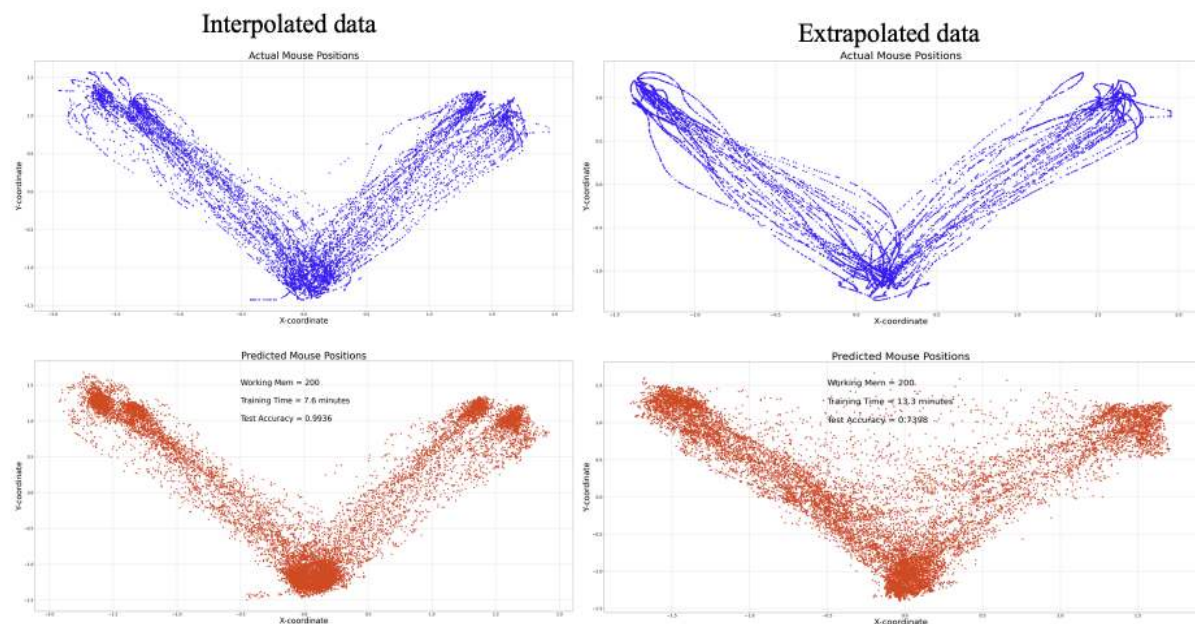 Interpolated data
Extrapolated data
Actual Mouse Positions
Actual Mouse Positions
Y-coordinate
Y-coordinate
X-coordinate
X-coordinate
Predicted Mouse Positions
Predicted Mouse Positions
Working Mem = 200
Training Time = 7.6 minutes
Test Accuracy = 0.9936
Working Mem = 200
Training Time = 13.3 minutes
Test Accuracy = 0.7398
Y-coordinate
Y-coordinate
X-coordinate
X-coordinate